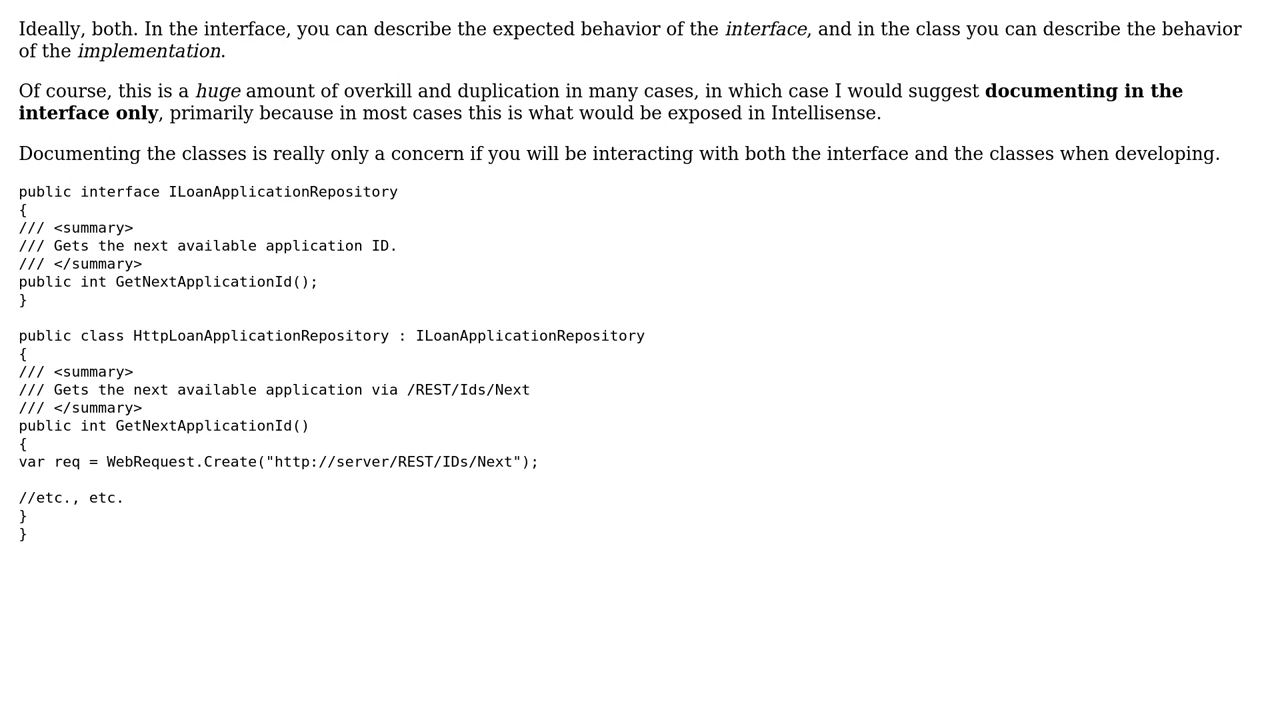 Ideally, both. In the interface, you can describe the expected behavior of the interface, and in the class you can describe the behavior
of the implementation.
Of course, this is a huge amount of overkill and duplication in many cases, in which case I would suggest documenting in the
interface only, primarily because in most cases this is what would be exposed in Intellisense.
Documenting the classes is really only a concern if you will be interacting with both the interface and the classes when developing.
public interface ILoanApplicationRepository
{
/// <summary>
/// Gets the next available application ID.
/// </summary>
public int GetNextApplicationId();
}
public class HttpLoanApplicationRepository : ILoanApplicationRepository
{
/// <summary>
/// Gets the next available application via /REST/Ids/Next
/// </summary>
public int GetNextApplicationId()
{
var req = WebRequest.Create("http://server/REST/IDs/Next");
//etc., etc.
}
}